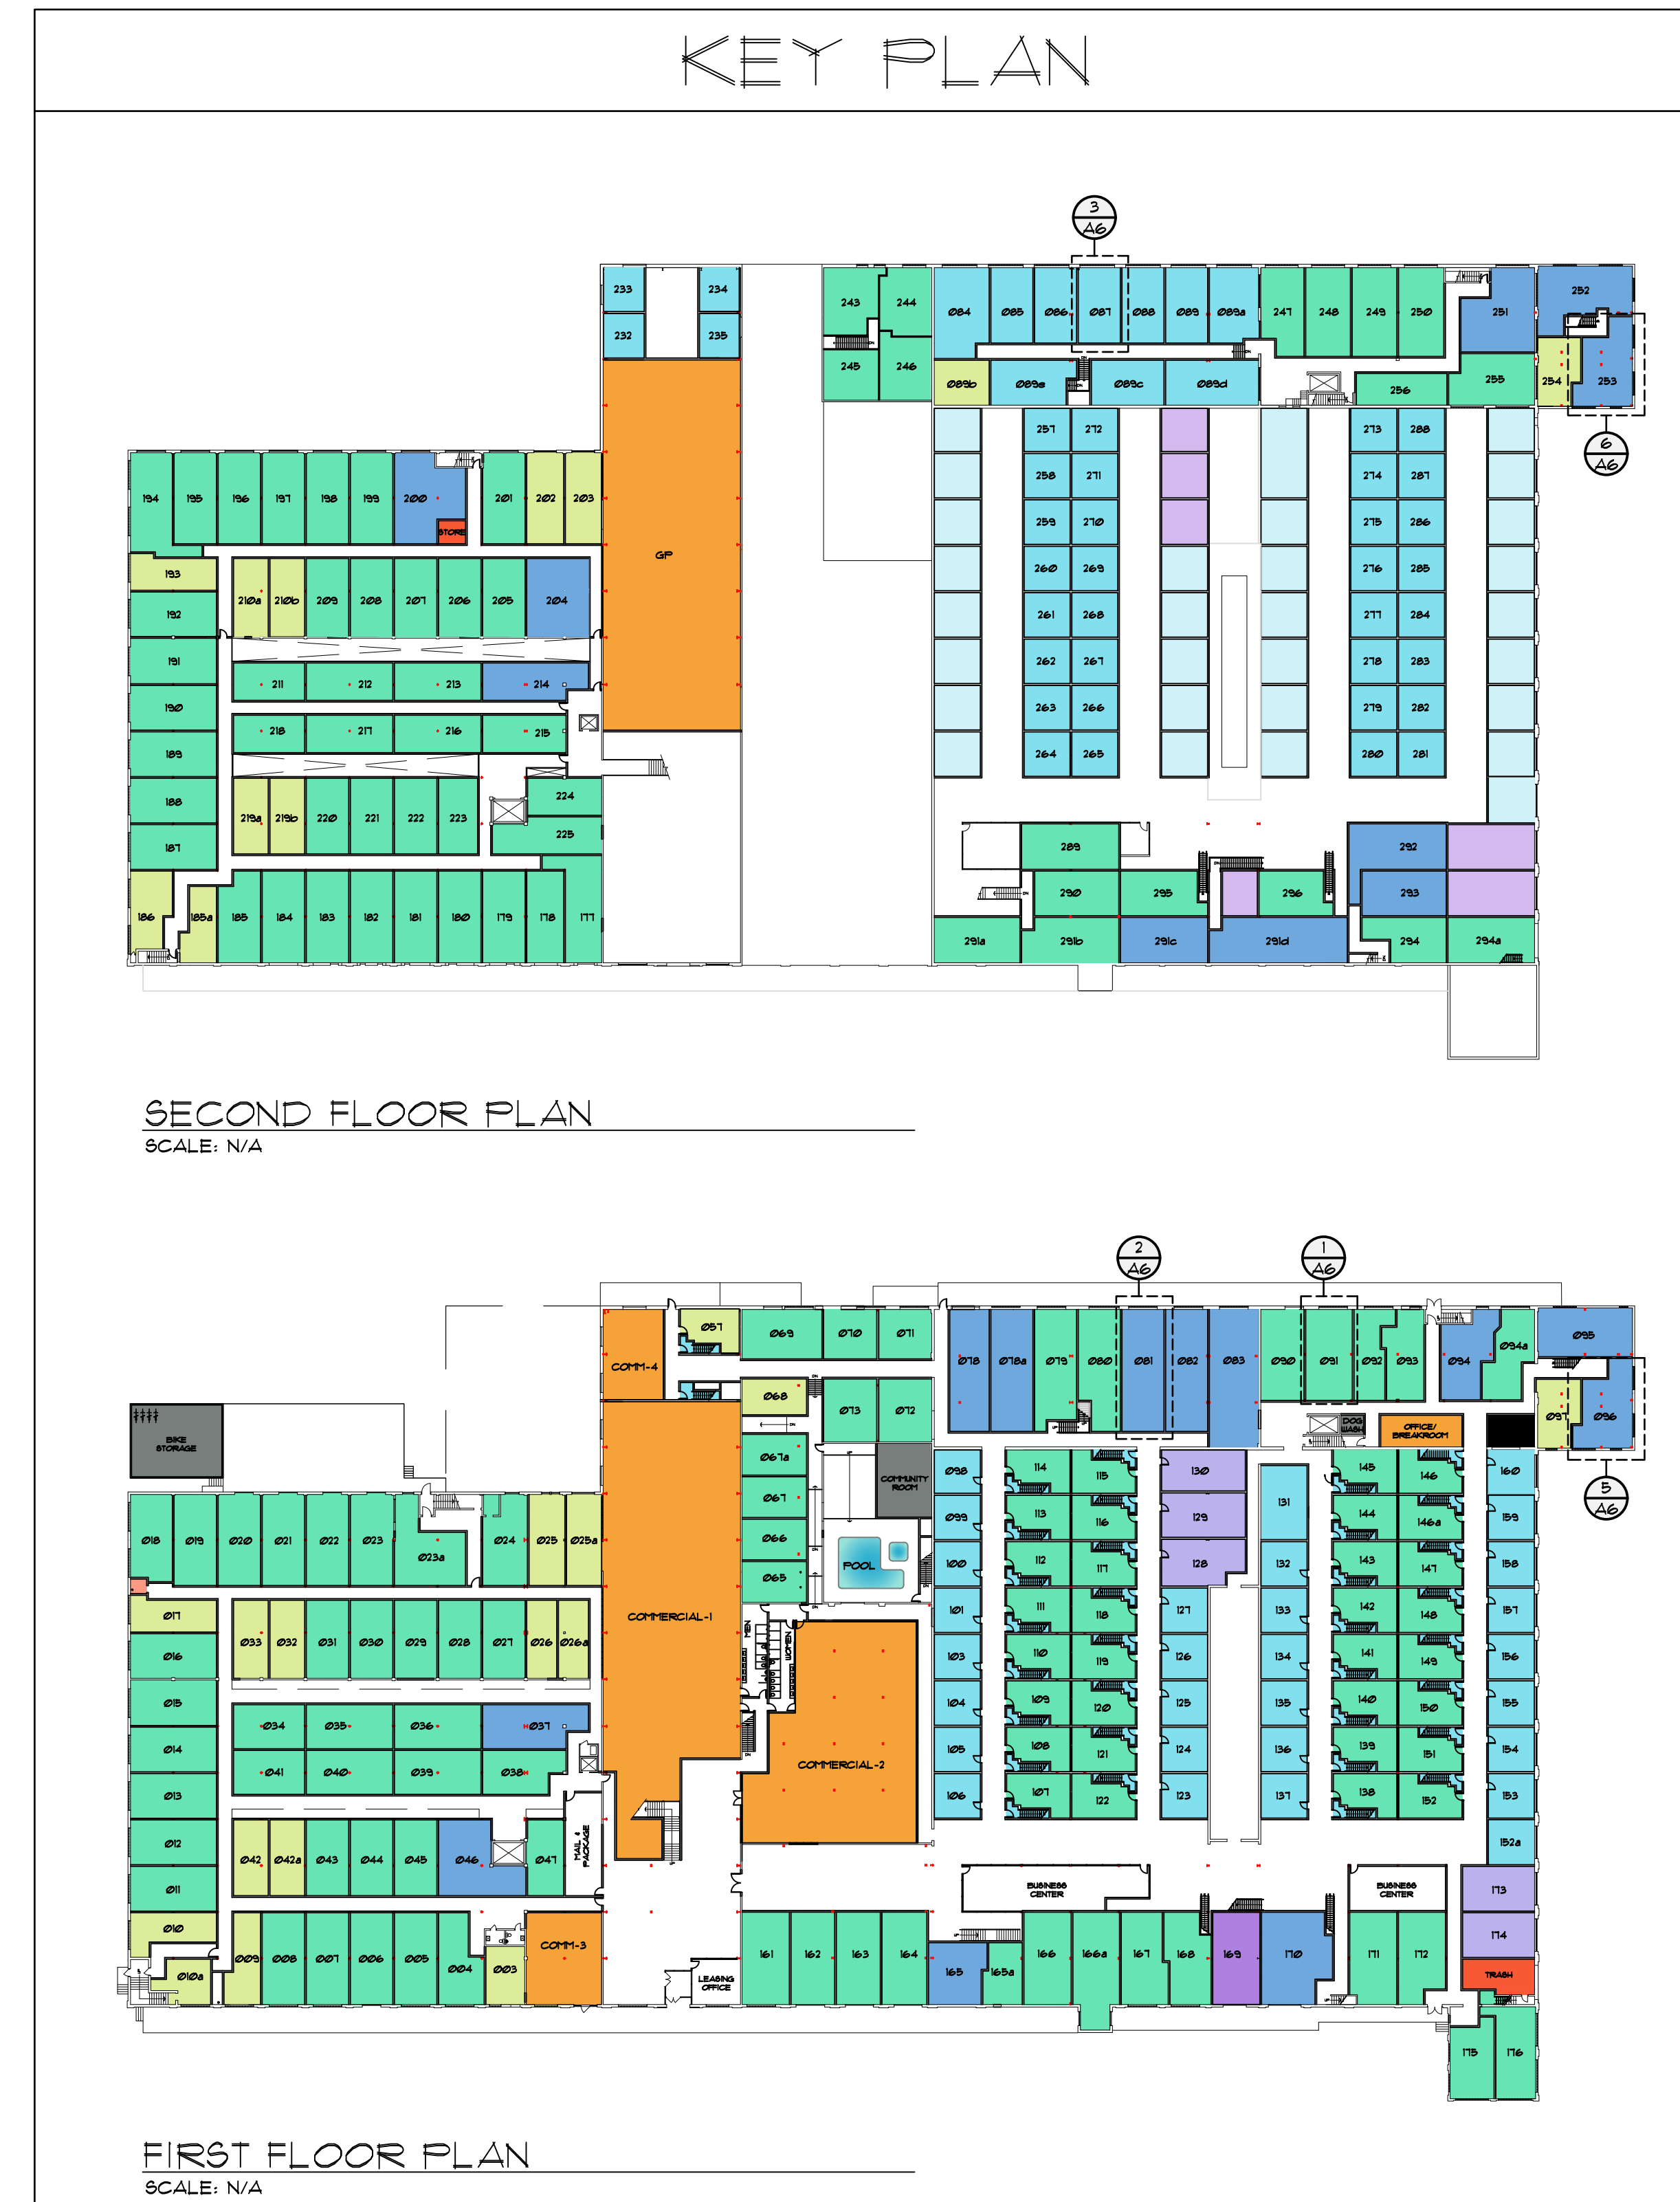 KEY PLAN
3
A6
233 234
232 235
243 244
245 246
084 085 086 087 088 089 089a 247 248 249 250 251 252
089b 089e 089c 089d 256 255 254 253
6
A6
257 272 273 288
258 271 274 287
259 270 275 286
260 269 276 285
261 268 277 284
262 267 278 283
263 266 279 282
264 265 280 281
GP
194 195 196 197 198 199 200 201 202 203
STORE
193
192
210a 210b 209 208 207 206 205 204
191
211 212 213 214
190
218 217 216 215
189
188
219a 219b 220 221 222 223 224
225
187
186 185a 185 184 183 182 181 180 179 178 177
289 292
290 295 296 293
291a 291b 291c 291d 294 294a
SECOND FLOOR PLAN
SCALE: N/A
2
A6
1
A6
COMM-4
057 069 070 071
068 073 072
078 078a 079 080 081 082 083 090 091 092 093 094 094a 095
097 096
5
A6
DOG
WASH
OFFICE/
BREAKROOM
BIKE
STORAGE
067a
067
066
065
COMMUNITY
ROOM
POOL
098 114 115 130 131 145 146 160
099 113 116 129 144 146a 159
100 112 117 128 132 143 147 158
101 111 118 127 133 142 148 157
103 110 119 126 134 141 149 156
104 109 120 125 135 140 150 155
105 108 121 124 136 139 151 154
106 107 122 123 137 138 152 153
152a
018 019 020 021 022 023 023a 024 025 025a
017
016
033 032 031 030 029 028 027 026 026a
COMMERCIAL-1
MEN
WOMEN
COMMERCIAL-2
015
034 035 036 037
014
041 040 039 038
013
012
042 042a 043 044 045 046 047
MAIL &
PACKAGE
011
010
010a 009 008 007 006 005 004 003
COMM-3
LEASING
OFFICE
BUSINESS
CENTER
BUSINESS
CENTER
173
174
TRASH
161 162 163 164 165 165a 166 166a 167 168 169 170 171 172
175 176
FIRST FLOOR PLAN
SCALE: N/A